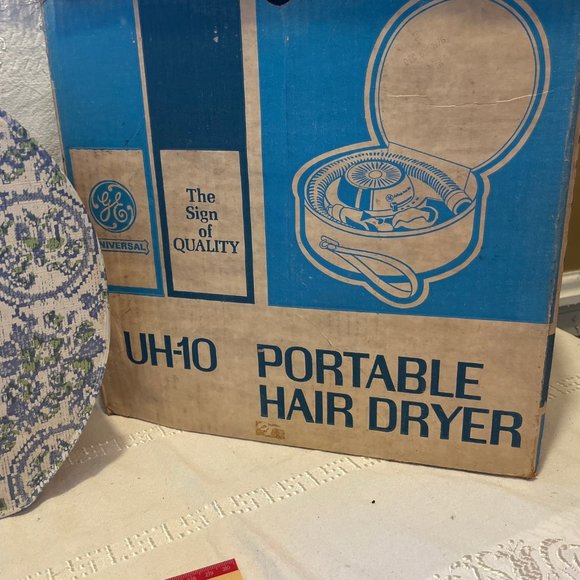 GE
UNIVERSAL
The
Sign
of
QUALITY
UH-10 PORTABLE
HAIR DRYER